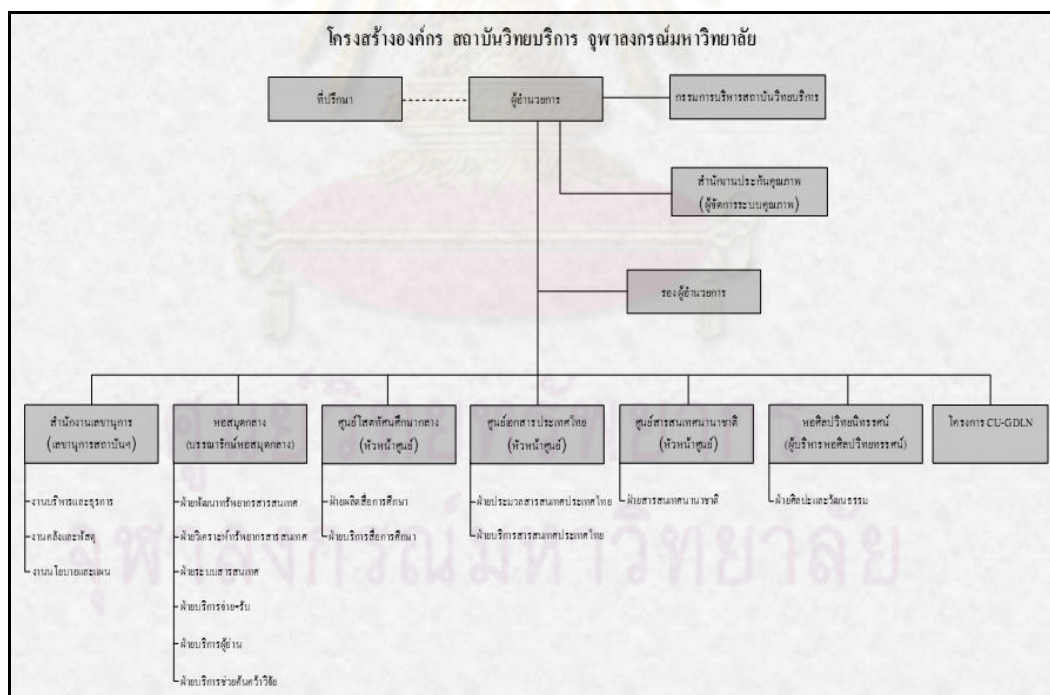 โครงสร้างองค์กร สถาบันวิทยบริการ จุฬาลงกรณ์มหาวิทยาลัย
ที่ปรึกษา
ผู้อำนวยการ
กรรมการบริหารสถาบันวิทยบริการ
สำนักงานประกันคุณภาพ
(ผู้จัดการระบบคุณภาพ)
รองผู้อำนวยการ
สำนักงานเลขานุการ
(เลขานุการสถาบันฯ)
งานบริหารและธุรการ
งานคลังและพัสดุ
งานนโยบายและแผน
หอสมุดกลาง
(บรรณารักษ์หอสมุดกลาง)
ฝ่ายพัฒนาทรัพยากรสารสนเทศ
ฝ่ายวิเคราะห์ทรัพยากรสารสนเทศ
ฝ่ายระบบสารสนเทศ
ฝ่ายบริการจ่าย-รับ
ฝ่ายบริการผู้อ่าน
ฝ่ายบริการช่วยค้นคว้าวิจัย
ศูนย์โสตทัศนศึกษากลาง
(หัวหน้าศูนย์)
ฝ่ายผลิตสื่อการศึกษา
ฝ่ายบริการสื่อการศึกษา
ศูนย์เอกสารประเทศไทย
(หัวหน้าศูนย์)
ฝ่ายประมวลสารสนเทศประเทศไทย
ฝ่ายบริการสารสนเทศประเทศไทย
ศูนย์สารสนเทศนานาชาติ
(หัวหน้าศูนย์)
ฝ่ายสารสนเทศนานาชาติ
หอศิลปวิทยนิทรรศน์
(ผู้บริหารหอศิลปวิทยทรรศน์)
ฝ่ายศิลปะและวัฒนธรรม
โครงการ CU-GDLN
ศูนย์วิทยทรัพยากร
จุฬาลงกรณ์มหาวิทยาลัย